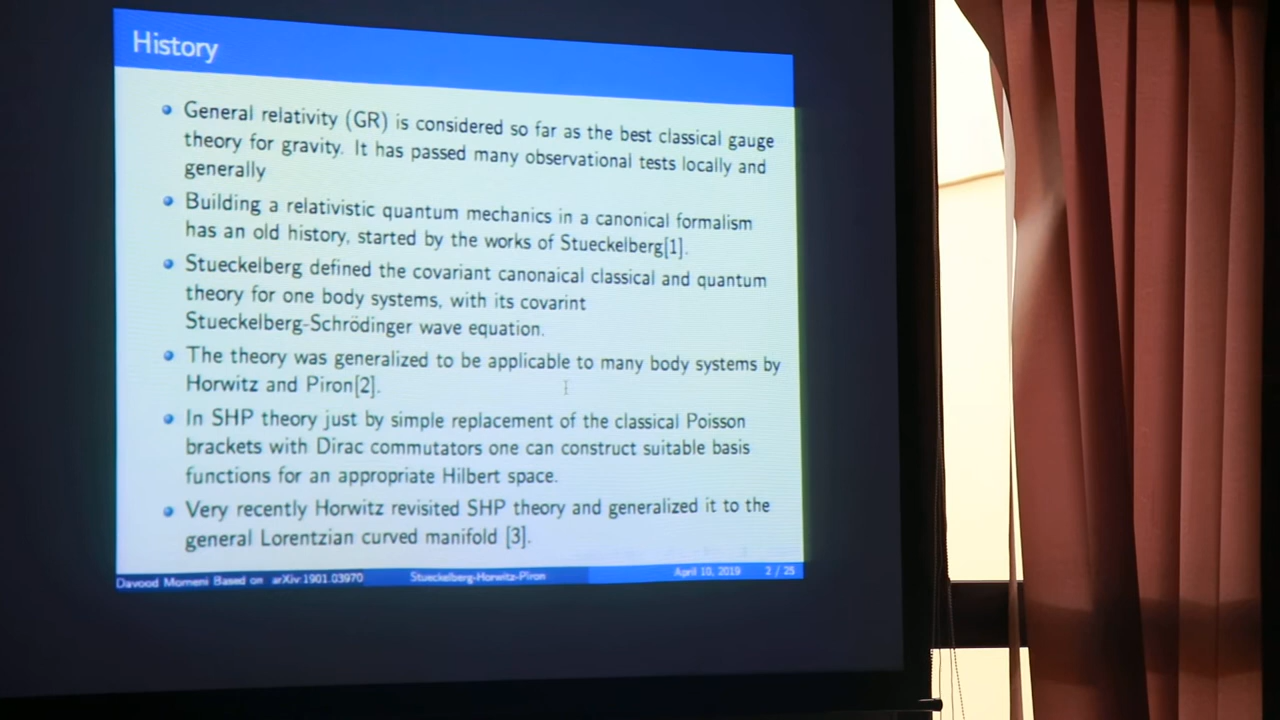 History
General relativity (GR) is considered so far as the best classical gauge
theory for gravity. It has passed many observational tests locally and
generally
Building a relativistic quantum mechanics in a canonical formalism
has an old history, started by the works of Stueckelberg[1].
Stueckelberg defined the covariant canonaical classical and quantum
theory for one body systems, with its covarint
Stueckelberg-Schrödinger wave equation.
The theory was generalized to be applicable to many body systems by
Horwitz and Piron[2].
In SHP theory just by simple replacement of the classical Poisson
brackets with Dirac commutators one can construct suitable basis
functions for an appropriate Hilbert space.
Very recently Horwitz revisited SHP theory and generalized it to the
general Lorentzian curved manifold [3].
Davood Momeni Based on arXiv:1901.03970 Stueckelberg-Horwitz-Piron April 10, 2019 2 / 25